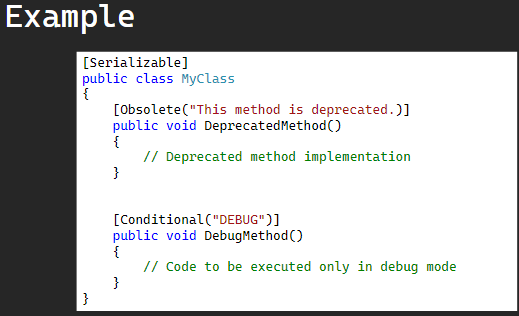 Example
[Serializable]
public class MyClass
{
    [Obsolete("This method is deprecated.)]
    public void DeprecatedMethod()
    {
        // Deprecated method implementation
    }
    [Conditional("DEBUG")]
    public void DebugMethod()
    {
        // Code to be executed only in debug mode
    }
}